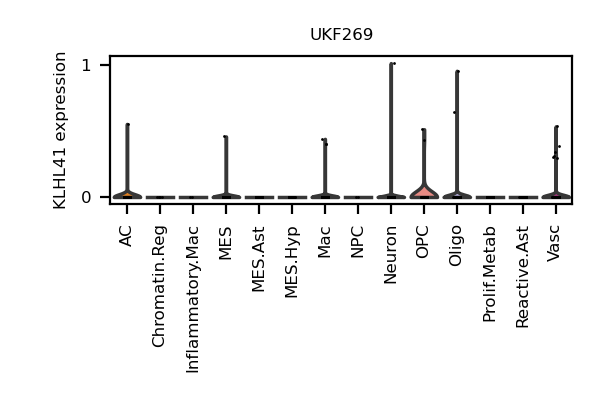 UKF269
KLHL41 expression
1
0
AC
Chromatin.Reg
Inflammatory.Mac
MES
MES.Ast
MES.Hyp
Mac
NPC
Neuron
OPC
Oligo
Prolif.Metab
Reactive.Ast
Vasc